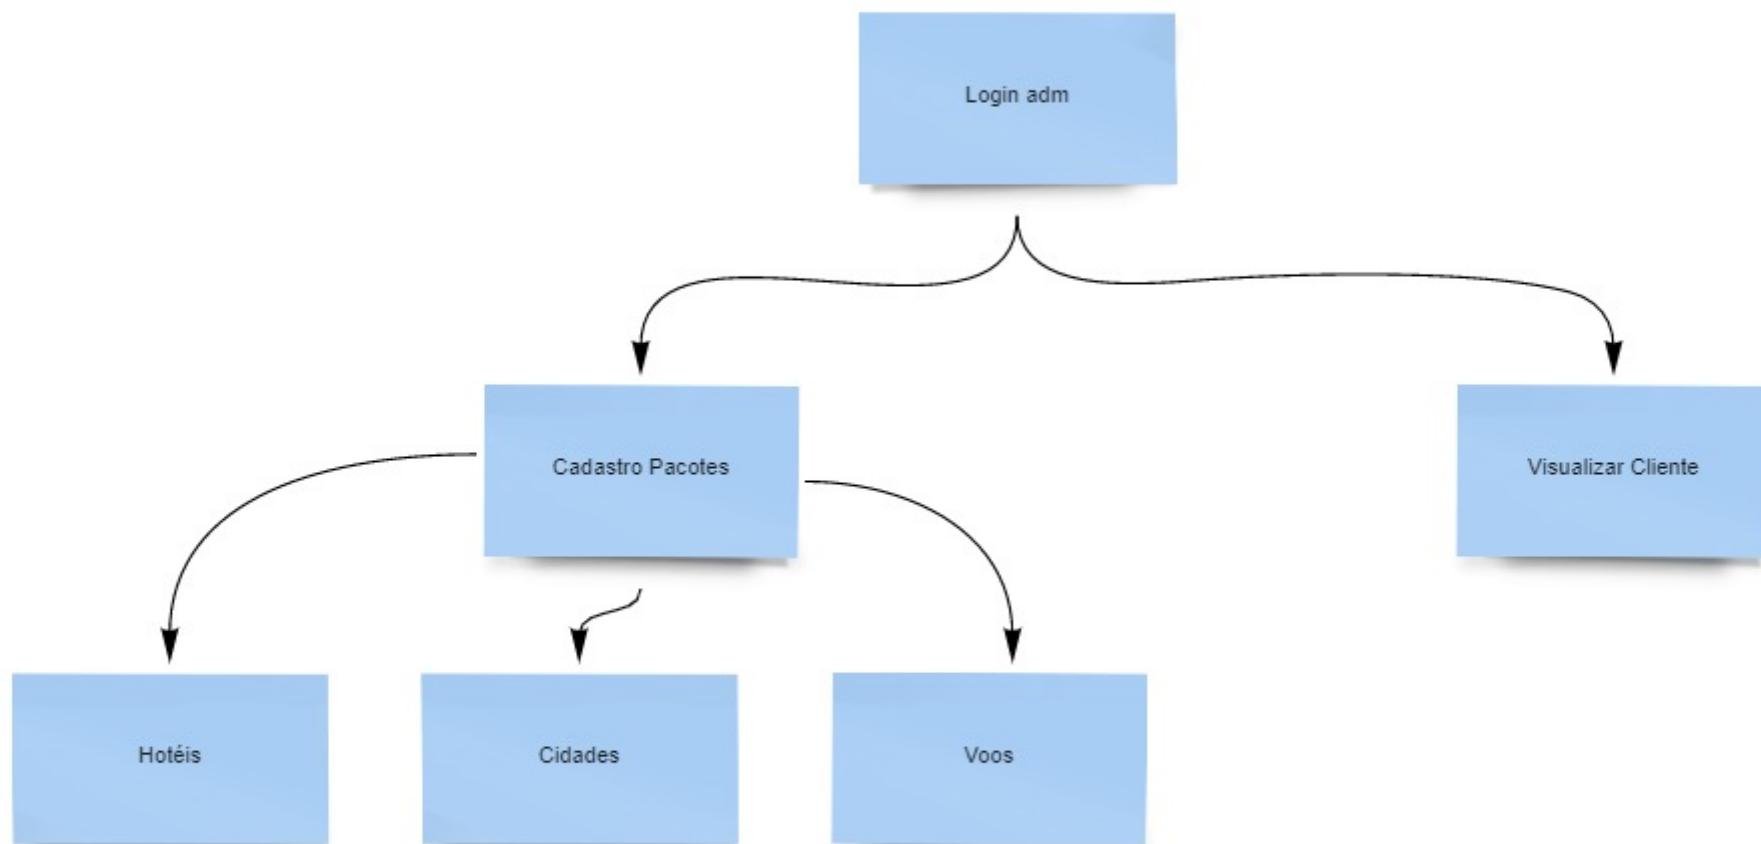 Login adm
Cadastro Pacotes
Visualizar Cliente
Hotéis
Cidades
Voos